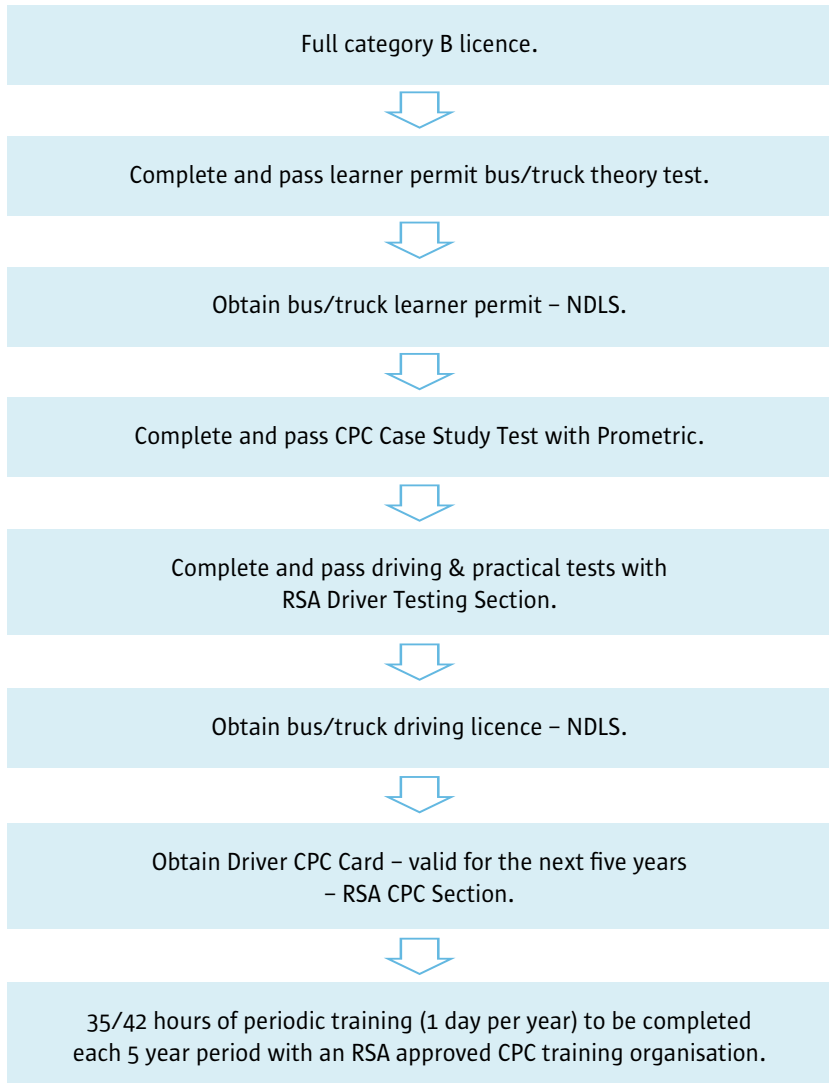 Full category B licence.
Complete and pass learner permit bus/truck theory test.
Obtain bus/truck learner permit – NDLS.
Complete and pass CPC Case Study Test with Prometric.
Complete and pass driving & practical tests with
RSA Driver Testing Section.
Obtain bus/truck driving licence – NDLS.
Obtain Driver CPC Card – valid for the next five years
– RSA CPC Section.
35/42 hours of periodic training (1 day per year) to be completed
each 5 year period with an RSA approved CPC training organisation.